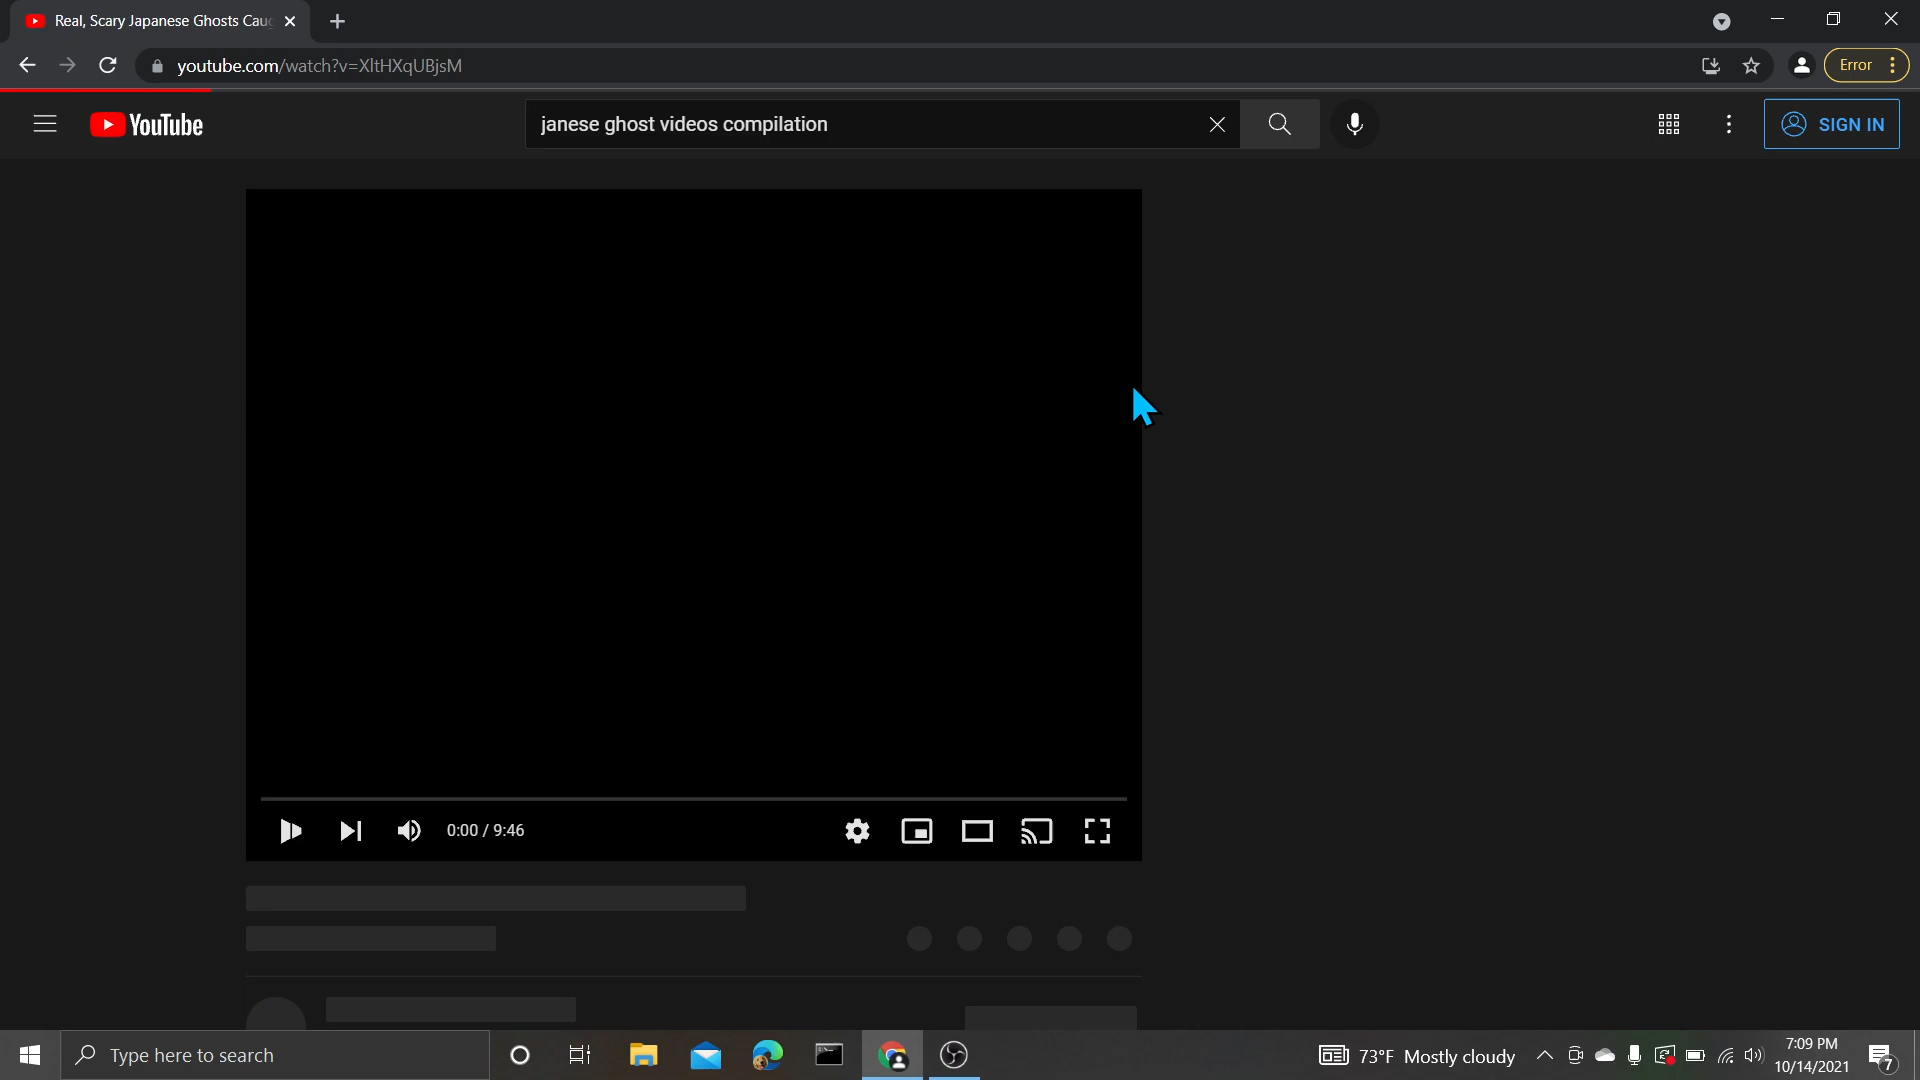 Real, Scary Japanese Ghosts Cau
youtube.com/watch?v=XltHXqUBjsM
Error
YouTube
janese ghost videos compilation
SIGN IN
0:00 / 9:46
Type here to search
73°F Mostly cloudy
7:09 PM
10/14/2021
7